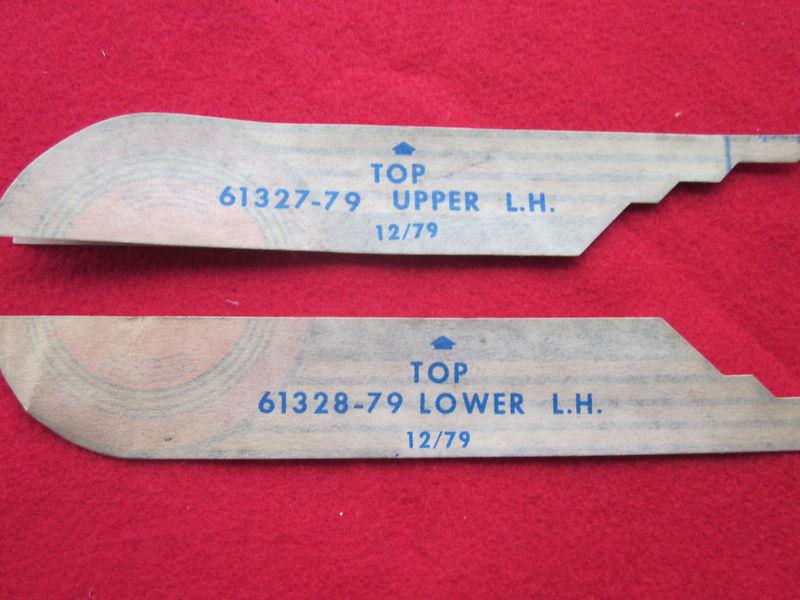 TOP
61327-79 UPPER L.H.
12/79
TOP
61328-79 LOWER L.H.
12/79